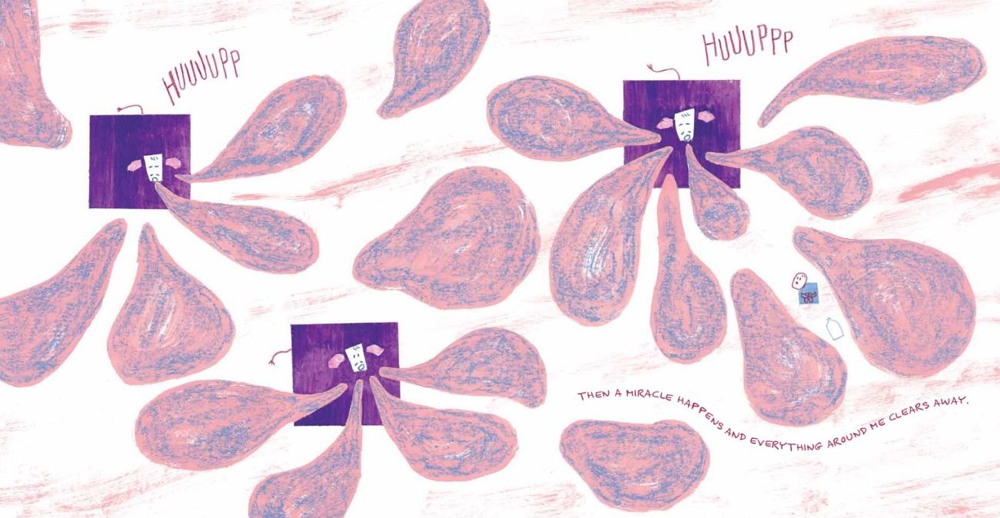 HUUUUPP
HUUUPPP
THEN A MIRACLE HAPPENS AND EVERYTHING AROUND ME CLEARS AWAY.